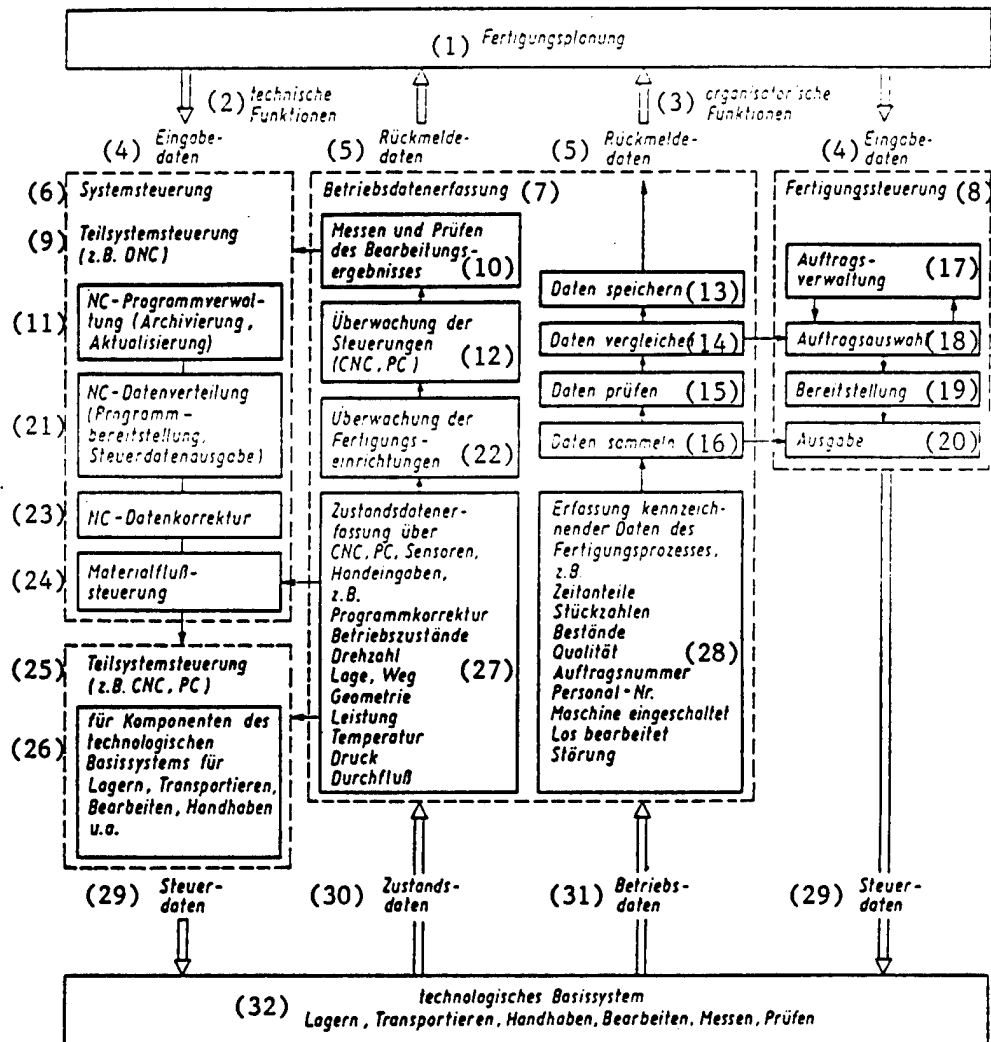 (1) Fertigungsplanung
(2) technische
Funktionen
(3) organisatorische
Funktionen
(4) Eingabe-
daten
(5) Rückmelde-
daten
(5) Rückmelde-
daten
(4) Eingabe-
daten
(6) Systemsteuerung
(9) Teilsystemsteuerung
(z.B. DNC)
(11) NC-Programmverwal-
tung (Archivierung,
Aktualisierung)
(21) NC-Datenverteilung
(Programm-
bereitstellung,
Steuerdatenausgabe)
(23) NC-Datenkorrektur
(24) Materialfluß-
steuerung
(25) Teilsystemsteuerung
(z.B. CNC, PC)
(26) für Komponenten des
technologischen
Basissystems für
Lagern, Transportieren,
Bearbeiten, Handhaben
u.a.
Betriebsdatenerfassung (7)
Messen und Prüfen
des Bearbeitungs-
ergebnisses (10)
Überwachung der
Steuerungen
(CNC, PC) (12)
Überwachung der
Fertigungs-
einrichtungen (22)
Zustandsdatener-
fassung über
CNC, PC, Sensoren,
Handeingaben,
z.B.
Programmkorrektur
Betriebszustände
Drehzahl
Lage, Weg (27)
Geometrie
Leistung
Temperatur
Druck
Durchfluß
Daten speichern (13)
Daten vergleichen (14)
Daten prüfen (15)
Daten sammeln (16)
Erfassung kennzeich-
nender Daten des
Fertigungsprozesses,
z.B.
Zeitanteile
Stückzahlen
Bestände
Qualität (28)
Auftragsnummer
Personal-Nr.
Maschine eingeschaltet
Los bearbeitet
Störung
Fertigungssteuerung (8)
Auftrags-
verwaltung (17)
Auftragsauswahl (18)
Bereitstellung (19)
Ausgabe (20)
(29) Steuer-
daten
(30) Zustands-
daten
(31) Betriebs-
daten
(29) Steuer-
daten
(32) technologisches Basissystem
Lagern, Transportieren, Handhaben, Bearbeiten, Messen, Prüfen